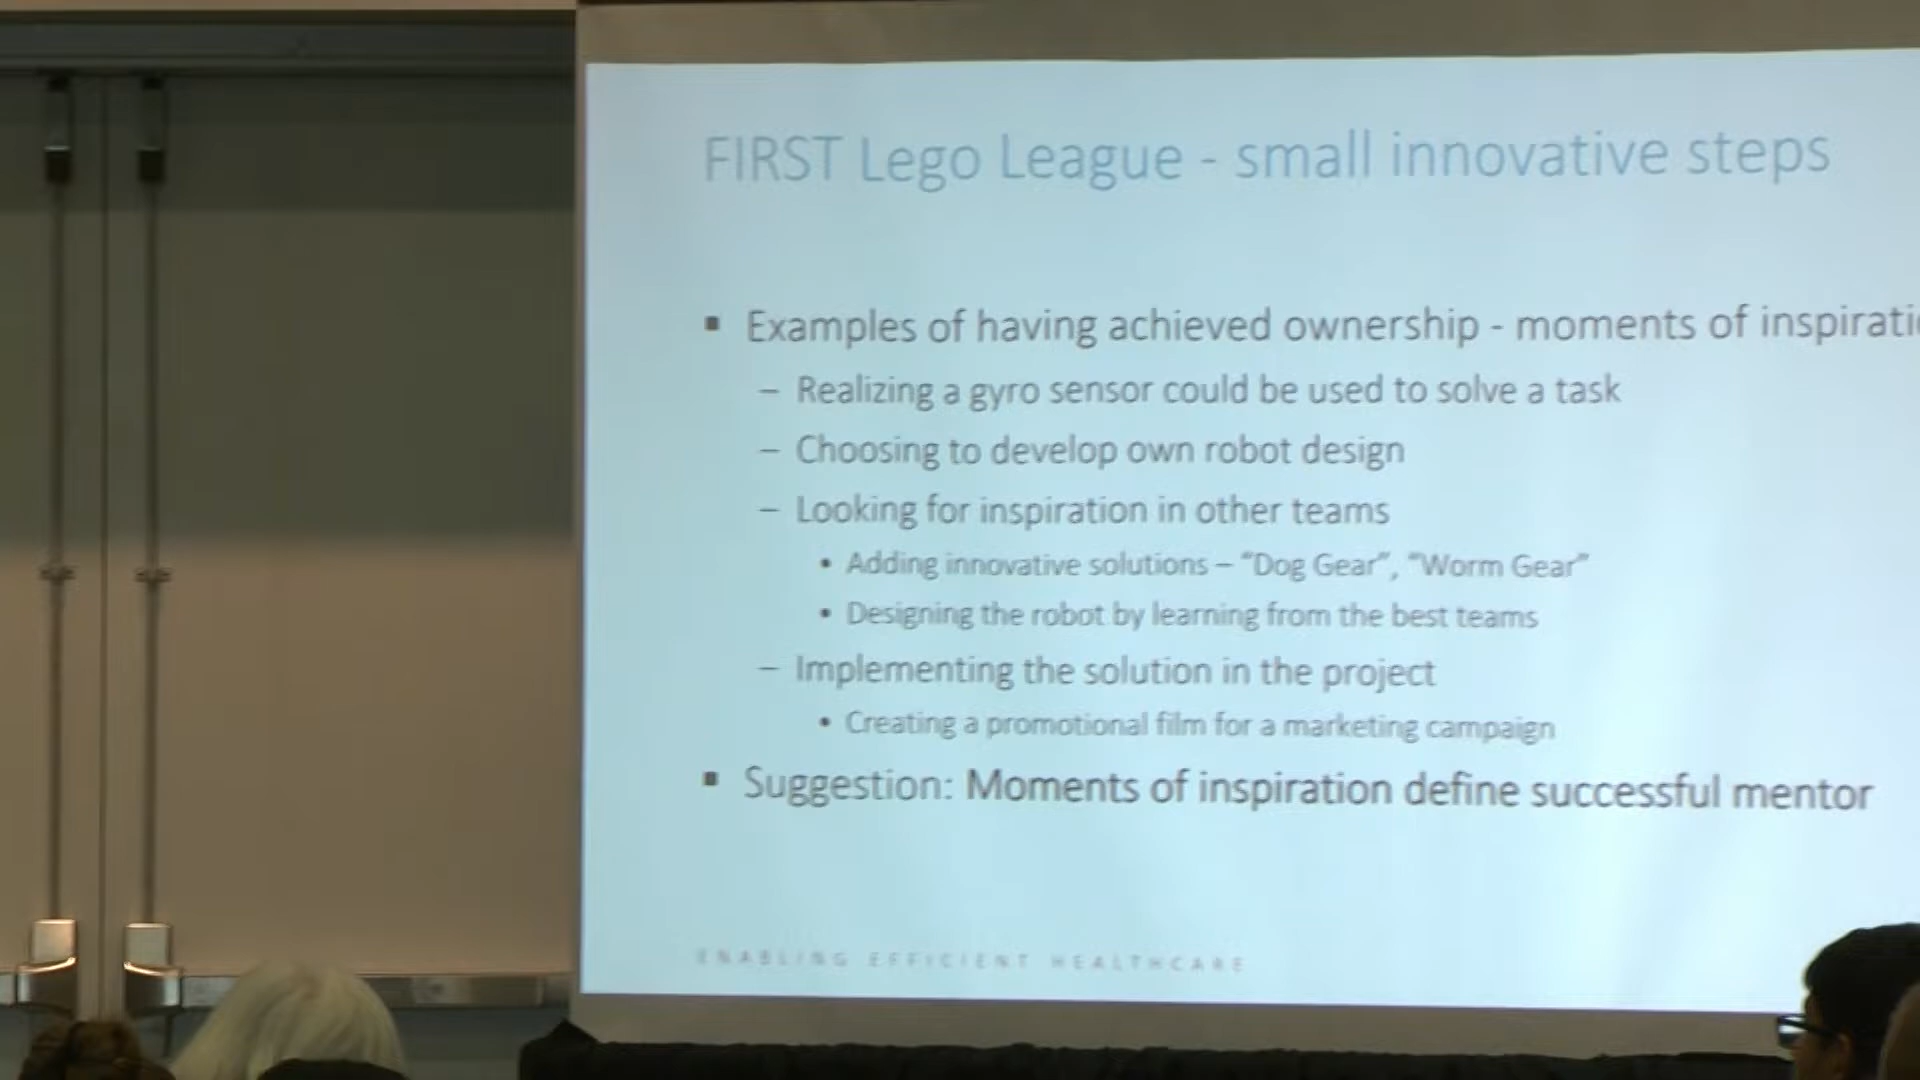 FIRST Lego League - small innovative steps
▪ Examples of having achieved ownership - moments of inspirati
– Realizing a gyro sensor could be used to solve a task
– Choosing to develop own robot design
– Looking for inspiration in other teams
• Adding innovative solutions – “Dog Gear”, “Worm Gear”
• Designing the robot by learning from the best teams
– Implementing the solution in the project
• Creating a promotional film for a marketing campaign
▪ Suggestion: Moments of inspiration define successful mentor
ENABLING EFFICIENT HEALTHCARE